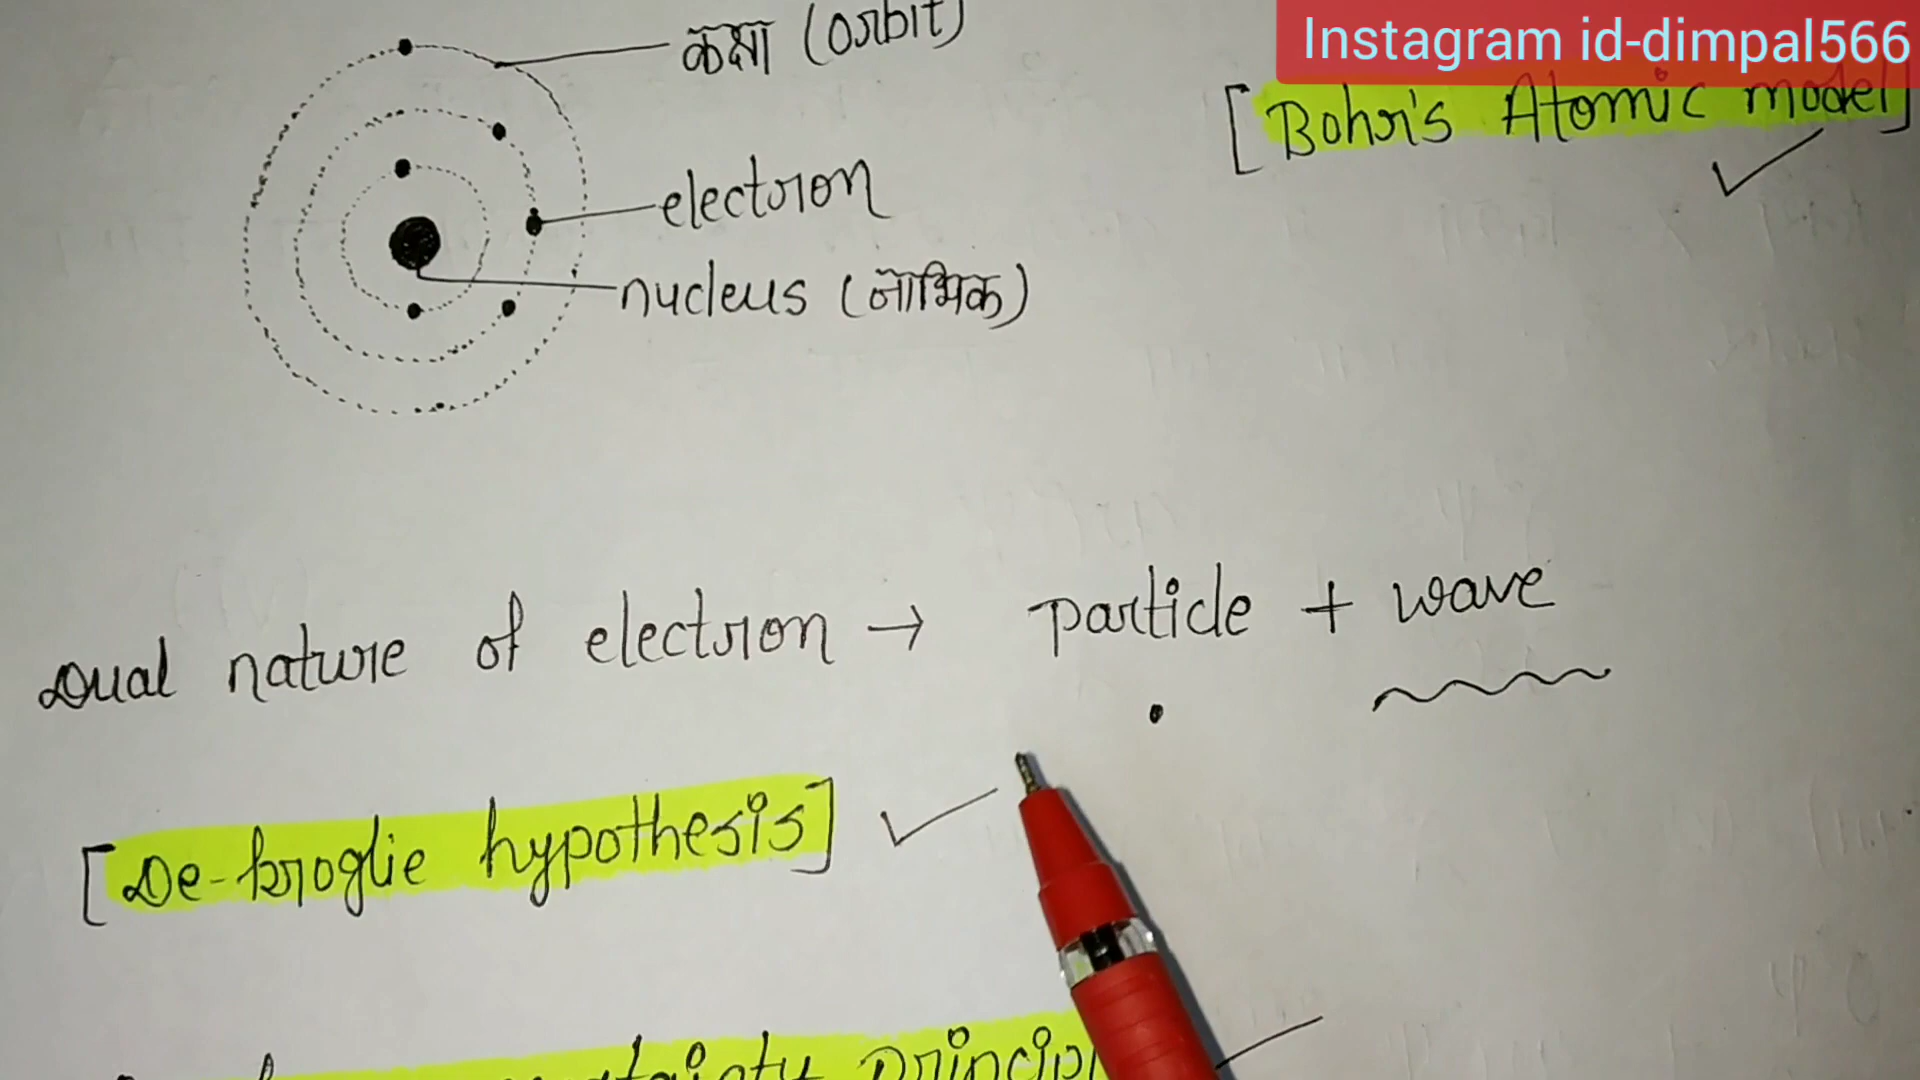 Instagram id-dimpal566
कक्षा (orbit)
[Bohr's Atomic model]
electron
nucleus (नाभिक)
Dual nature of electron → particle + wave
[De-broglie hypothesis]